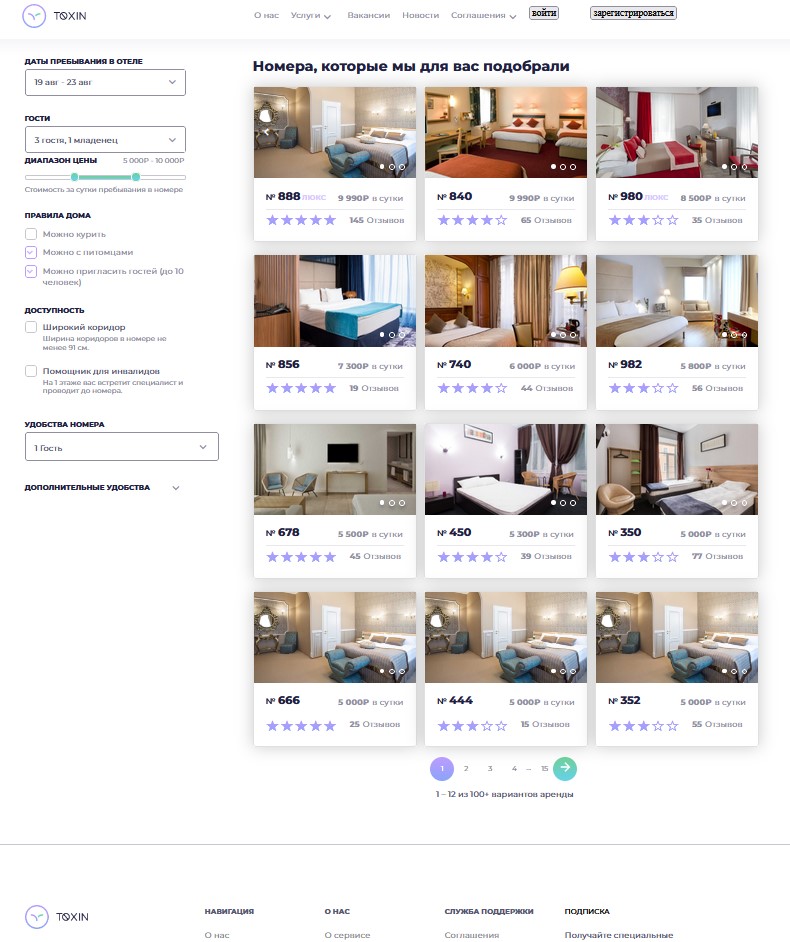 TOXIN
О нас Услуги Вакансии Новости Соглашения войти зарегистрироваться
ДАТЫ ПРЕБЫВАНИЯ В ОТЕЛЕ
19 авг - 23 авг
ГОСТИ
3 гостя, 1 младенец
ДИАПАЗОН ЦЕНЫ 5 000₽ - 10 000₽
Стоимость за сутки пребывания в номере
ПРАВИЛА ДОМА
Можно курить
Можно с питомцами
Можно пригласить гостей (до 10
человек)
ДОСТУПНОСТЬ
Широкий коридор
Ширина коридоров в номере не
менее 91 см.
Помощник для инвалидов
На 1 этаже вас встретит специалист и
проводит до номера.
УДОБСТВА НОМЕРА
1 Гость
ДОПОЛНИТЕЛЬНЫЕ УДОБСТВА
Номера, которые мы для вас подобрали
№ 888 ЛЮКС 9 990₽ в сутки
145 Отзывов
№ 840 9 990₽ в сутки
65 Отзывов
№ 980 ЛЮКС 8 500₽ в сутки
35 Отзывов
№ 856 7 300₽ в сутки
19 Отзывов
№ 740 6 000₽ в сутки
44 Отзывов
№ 982 5 800₽ в сутки
56 Отзывов
№ 678 5 500₽ в сутки
45 Отзывов
№ 450 5 300₽ в сутки
39 Отзывов
№ 350 5 000₽ в сутки
77 Отзывов
№ 666 5 000₽ в сутки
25 Отзывов
№ 444 5 000₽ в сутки
15 Отзывов
№ 352 5 000₽ в сутки
55 Отзывов
1 2 3 4 ... 15
1 – 12 из 100+ вариантов аренды
TOXIN
НАВИГАЦИЯ О НАС СЛУЖБА ПОДДЕРЖКИ ПОДПИСКА
О нас О сервисе Соглашения Получайте специальные